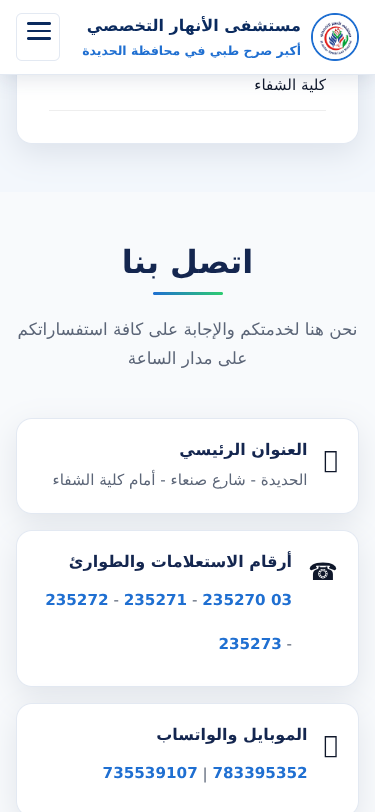 مستشفى الأنهار التخصصي
أكبر صرح طبي في محافظة الحديدة
كلية الشفاء
اتصل بنا
نحن هنا لخدمتكم والإجابة على كافة استفساراتكم
على مدار الساعة
العنوان الرئيسي
الحديدة - شارع صنعاء - أمام كلية الشفاء
أرقام الاستعلامات والطوارئ
03 235270 - 235271 - 235272
- 235273
الموبايل والواتساب
783395352 | 735539107